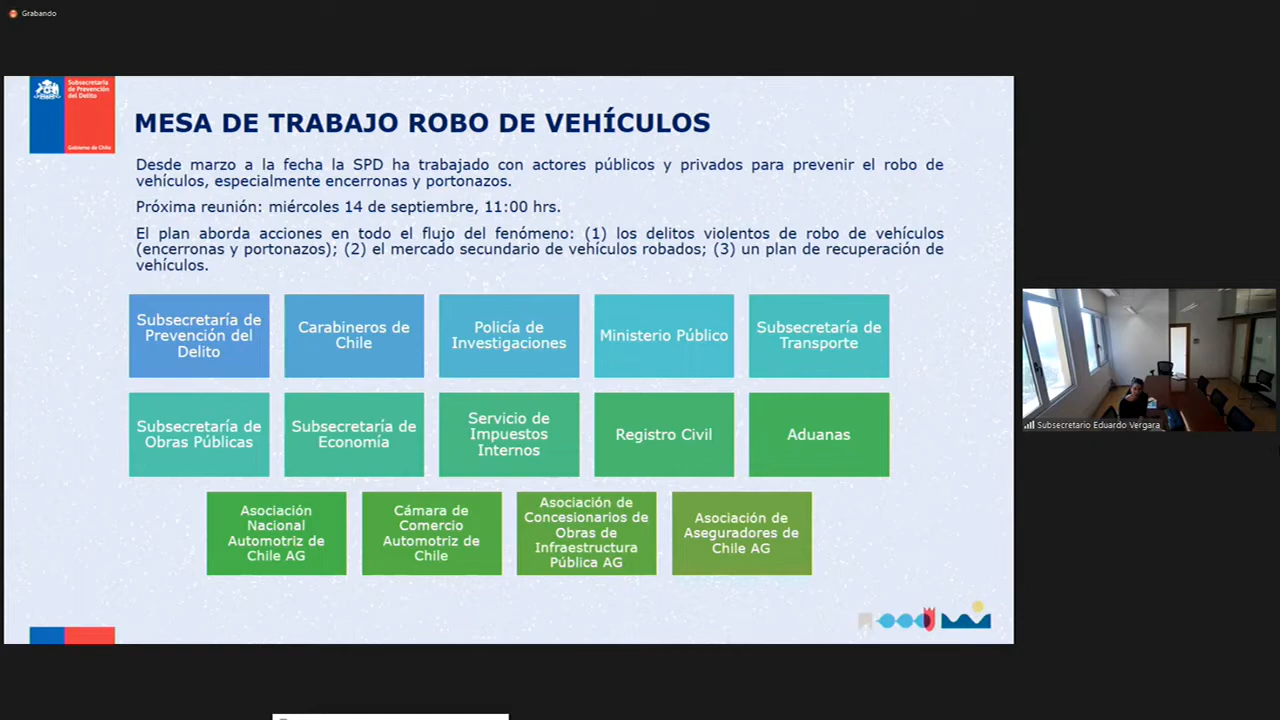 Grabando
Subsecretaría
de Prevención
del Delito
Gobierno de Chile
MESA DE TRABAJO ROBO DE VEHÍCULOS
Desde marzo a la fecha la SPD ha trabajado con actores públicos y privados para prevenir el robo de
vehículos, especialmente encerronas y portonazos.
Próxima reunión: miércoles 14 de septiembre, 11:00 hrs.
El plan aborda acciones en todo el flujo del fenómeno: (1) los delitos violentos de robo de vehículos
(encerronas y portonazos); (2) el mercado secundario de vehículos robados; (3) un plan de recuperación de
vehículos.
Subsecretaría de
Prevención del
Delito
Carabineros de
Chile
Policía de
Investigaciones
Ministerio Público
Subsecretaría de
Transporte
Subsecretaría de
Obras Públicas
Subsecretaría de
Economía
Servicio de
Impuestos
Internos
Registro Civil
Aduanas
Asociación
Nacional
Automotriz de
Chile AG
Cámara de
Comercio
Automotriz de
Chile
Asociación de
Concesionarios de
Obras de
Infraestructura
Pública AG
Asociación de
Aseguradores de
Chile AG
Subsecretario Eduardo Vergara